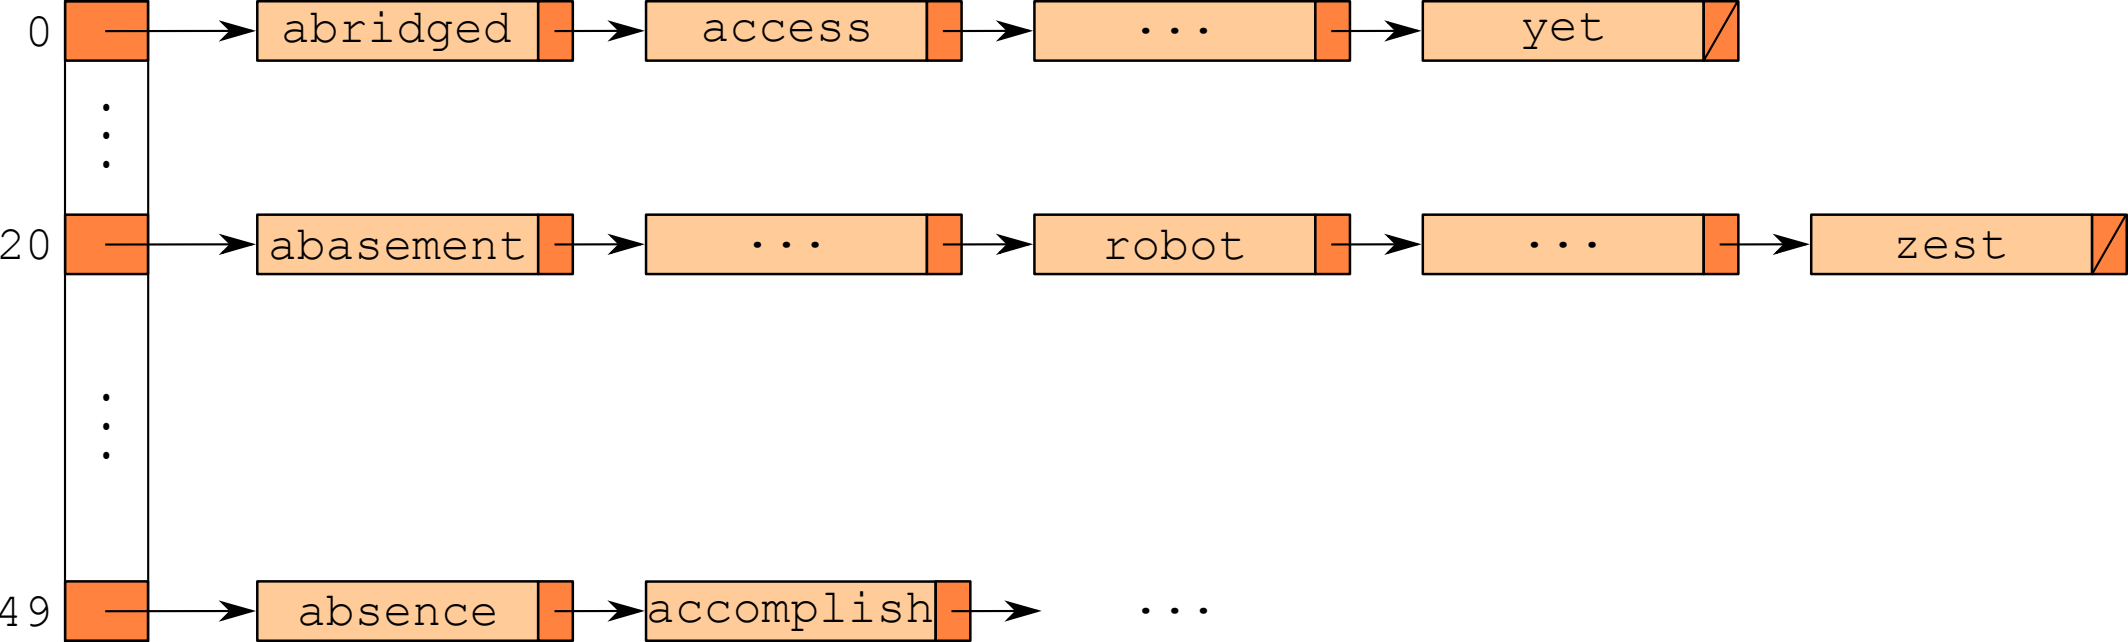 0 abridged access ... yet
20 abasement ... robot ... zest
49 absence accomplish ...